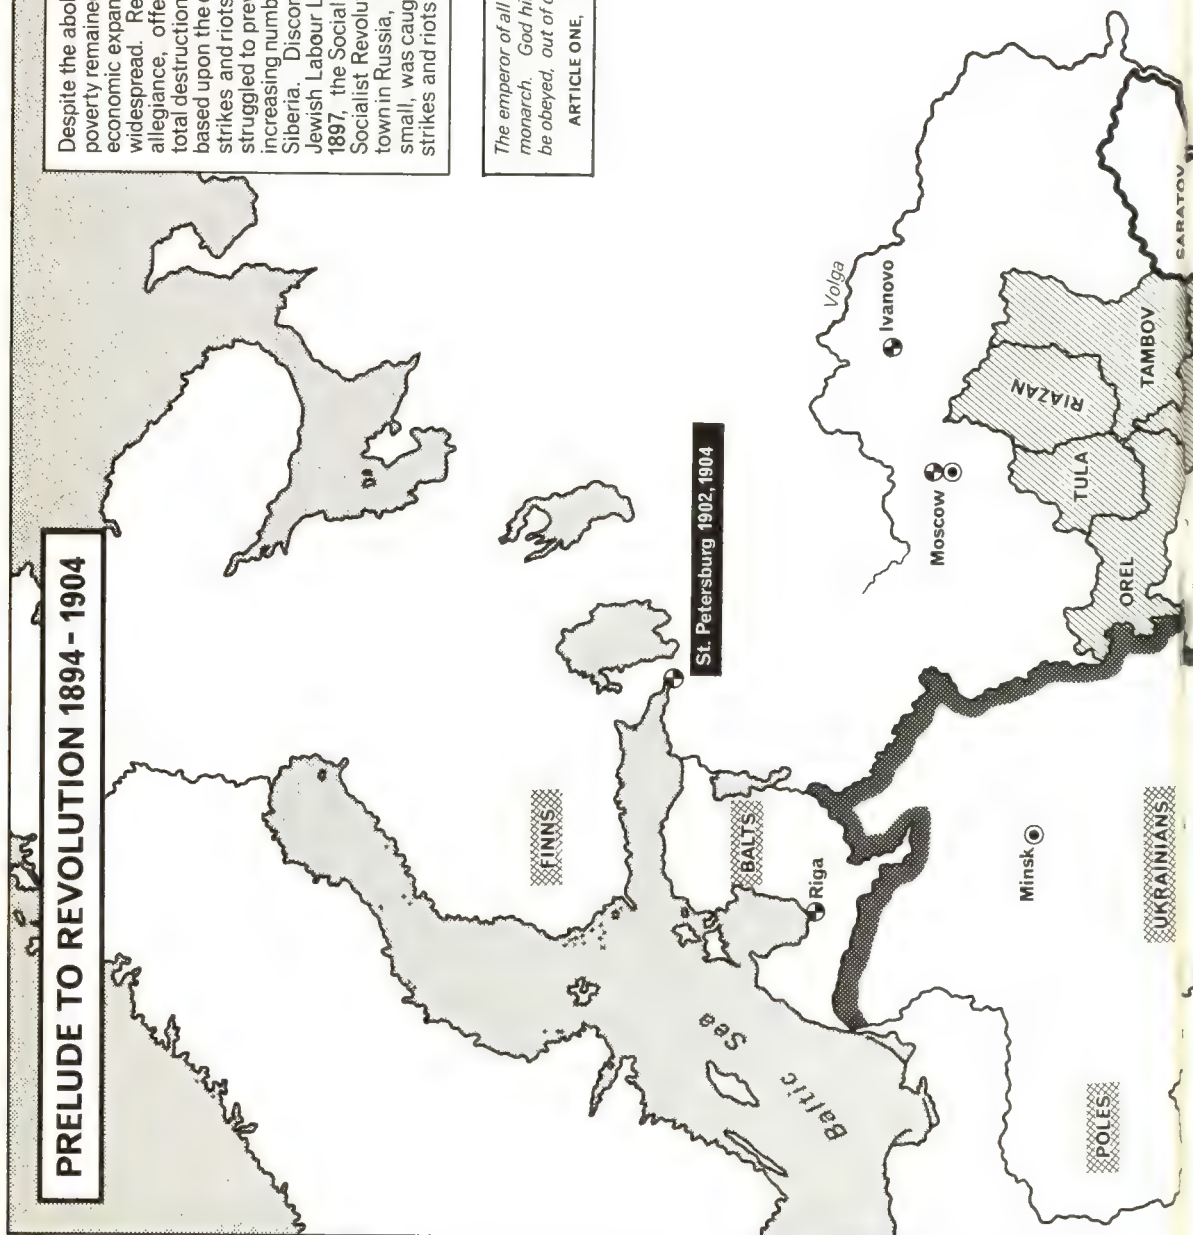 PRELUDE TO REVOLUTION 1894-1904
Despite the abol
poverty remaine
economic expan
widespread. Re
allegiance, offe
total destruction
based upon the
strikes and riots
struggled to prev
increasing numb
Siberia. Discon
Jewish Labour L
1897, the Social
Socialist Revolu
town in Russia,
small, was caug
strikes and riots
The emperor of all
monarch. God hi
be obeyed, out of
ARTICLE ONE,
FINNS
St. Petersburg 1902, 1904
BALTS
Riga
Baltic
Sea
Volga
Ivanovo
Moscow
RIAZAN
TULA
TAMBOV
OREL
SARATOV
Minsk
POLES
UKRAINIANS